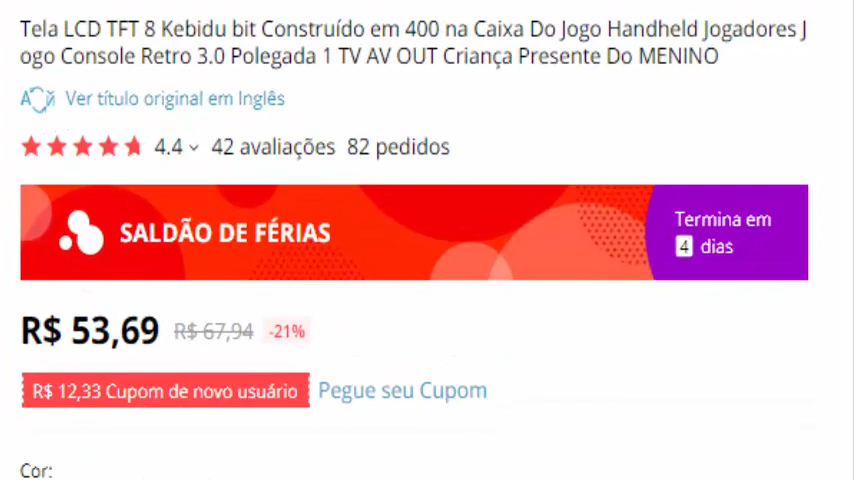 Tela LCD TFT 8 Kebidu bit Construído em 400 na Caixa Do Jogo Handheld Jogadores J
ogo Console Retro 3.0 Polegada 1 TV AV OUT Criança Presente Do MENINO
Ver título original em Inglês
4.4 42 avaliações 82 pedidos
SALDÃO DE FÉRIAS
Termina em
4 dias
R$ 53,69 R$ 67,94 -21%
R$ 12,33 Cupom de novo usuário Pegue seu Cupom
Cor: